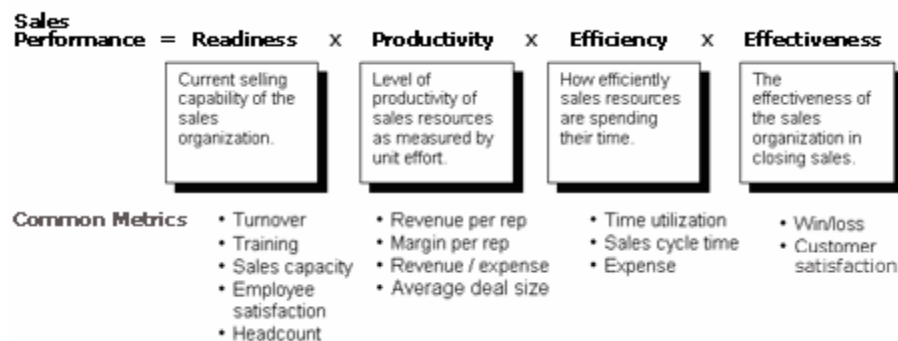 Sales
Performance = Readiness x Productivity x Efficiency x Effectiveness
Current selling
capability of the
sales
organization.
Level of
productivity of
sales resources
as measured by
unit effort.
How efficiently
sales resources
are spending
their time.
The
effectiveness of
the sales
organization in
closing sales.
Common Metrics
• Turnover
• Training
• Sales capacity
• Employee
satisfaction
• Headcount
• Revenue per rep
• Margin per rep
• Revenue / expense
• Average deal size
• Time utilization
• Sales cycle time
• Expense
• Win/loss
• Customer
satisfaction